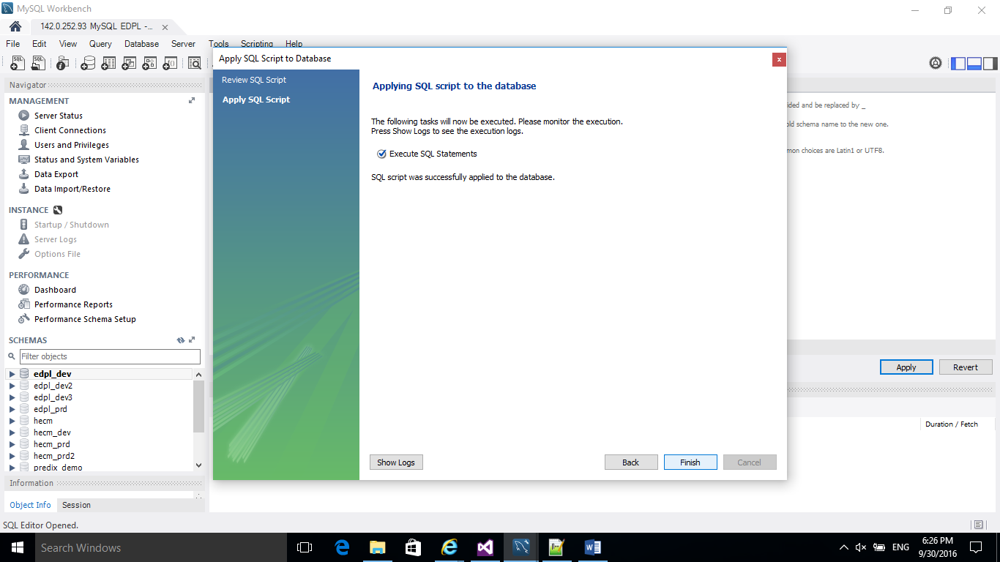 MySQL Workbench
142.0.252.93 MySQL EDPL -...
File Edit View Query Database Server Tools Scripting Help
Navigator
MANAGEMENT
Server Status
Client Connections
Users and Privileges
Status and System Variables
Data Export
Data Import/Restore
INSTANCE
Startup / Shutdown
Server Logs
Options File
PERFORMANCE
Dashboard
Performance Reports
Performance Schema Setup
SCHEMAS
Filter objects
edpl_dev
edpl_dev2
edpl_dev3
edpl_prd
hecm
hecm_dev
hecm_prd
hecm_prd2
predix_demo
Information
Object Info Session
SQL Editor Opened.
Apply SQL Script to Database
Review SQL Script
Apply SQL Script
Applying SQL script to the database
The following tasks will now be executed. Please monitor the execution.
Press Show Logs to see the execution logs.
Execute SQL Statements
SQL script was successfully applied to the database.
Show Logs Back Finish Cancel
and be replaced by _
old schema name to the new one.
choices are Latin1 or UTF8.
Apply Revert
Duration / Fetch
Search Windows
ENG
6:26 PM
9/30/2016